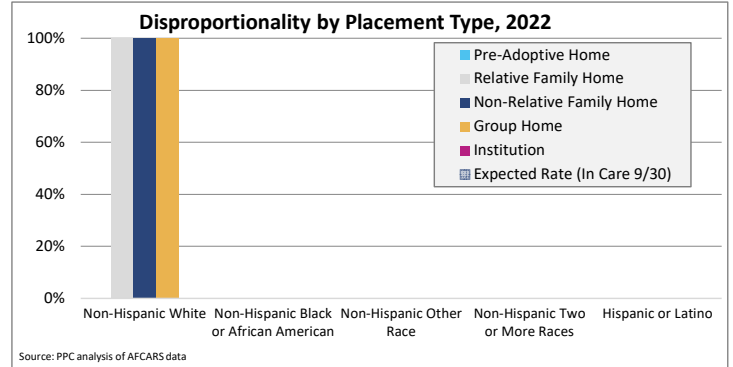 Disproportionality by Placement Type, 2022
100%
80%
60%
40%
20%
0%
Pre-Adoptive Home
Relative Family Home
Non-Relative Family Home
Group Home
Institution
Expected Rate (In Care 9/30)
Non-Hispanic White
Non-Hispanic Black
or African American
Non-Hispanic Other
Race
Non-Hispanic Two
or More Races
Hispanic or Latino
Source: PPC analysis of AFCARS data